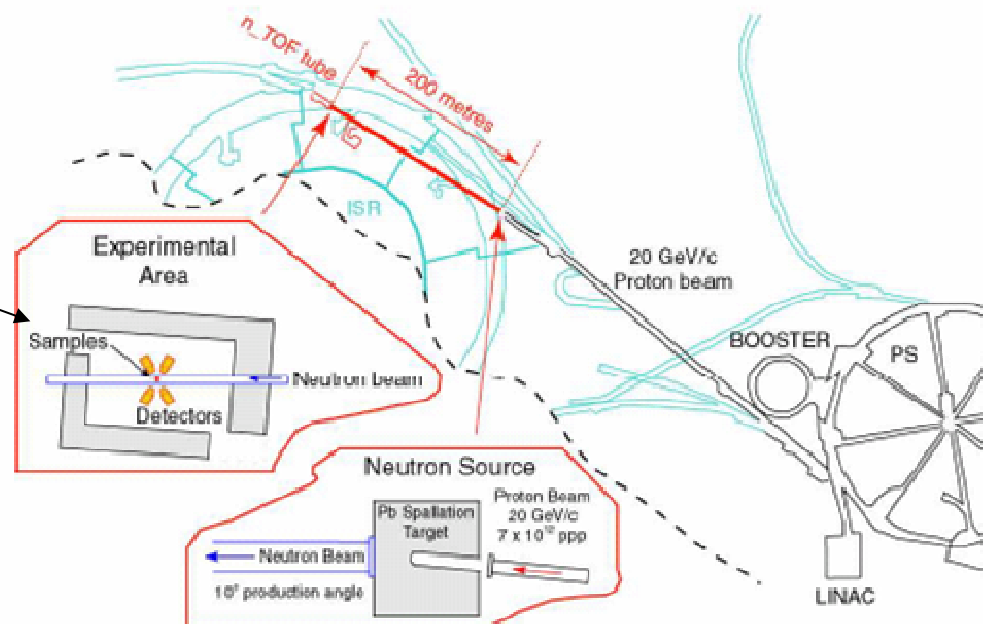 n_TOF tube
200 metres
ISR
Experimental
Area
Samples
Neutron beam
Detectors
20 GeV/c
Proton beam
BOOSTER
PS
LINAC
Neutron Source
Pb Spallation
Target
Proton Beam
20 GeV/c
7 x 10¹² ppp
Neutron Beam
10° production angle